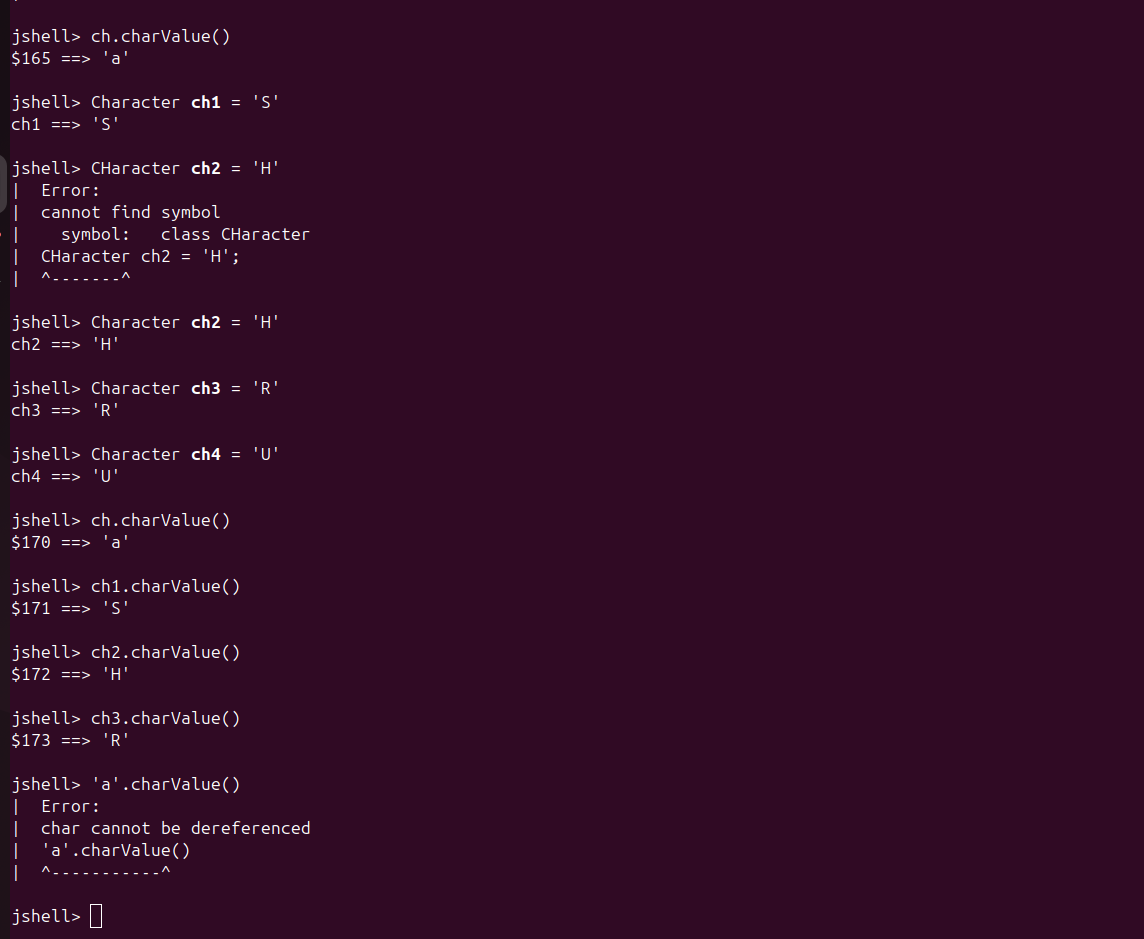 jshell> ch.charValue()
$165 ==> 'a'
jshell> Character ch1 = 'S'
ch1 ==> 'S'
jshell> CHaracter ch2 = 'H'
|  Error:
|  cannot find symbol
|    symbol:   class CHaracter
|  CHaracter ch2 = 'H';
|  ^-------^
jshell> Character ch2 = 'H'
ch2 ==> 'H'
jshell> Character ch3 = 'R'
ch3 ==> 'R'
jshell> Character ch4 = 'U'
ch4 ==> 'U'
jshell> ch.charValue()
$170 ==> 'a'
jshell> ch1.charValue()
$171 ==> 'S'
jshell> ch2.charValue()
$172 ==> 'H'
jshell> ch3.charValue()
$173 ==> 'R'
jshell> 'a'.charValue()
|  Error:
|  char cannot be dereferenced
|  'a'.charValue()
|  ^-----------^
jshell>